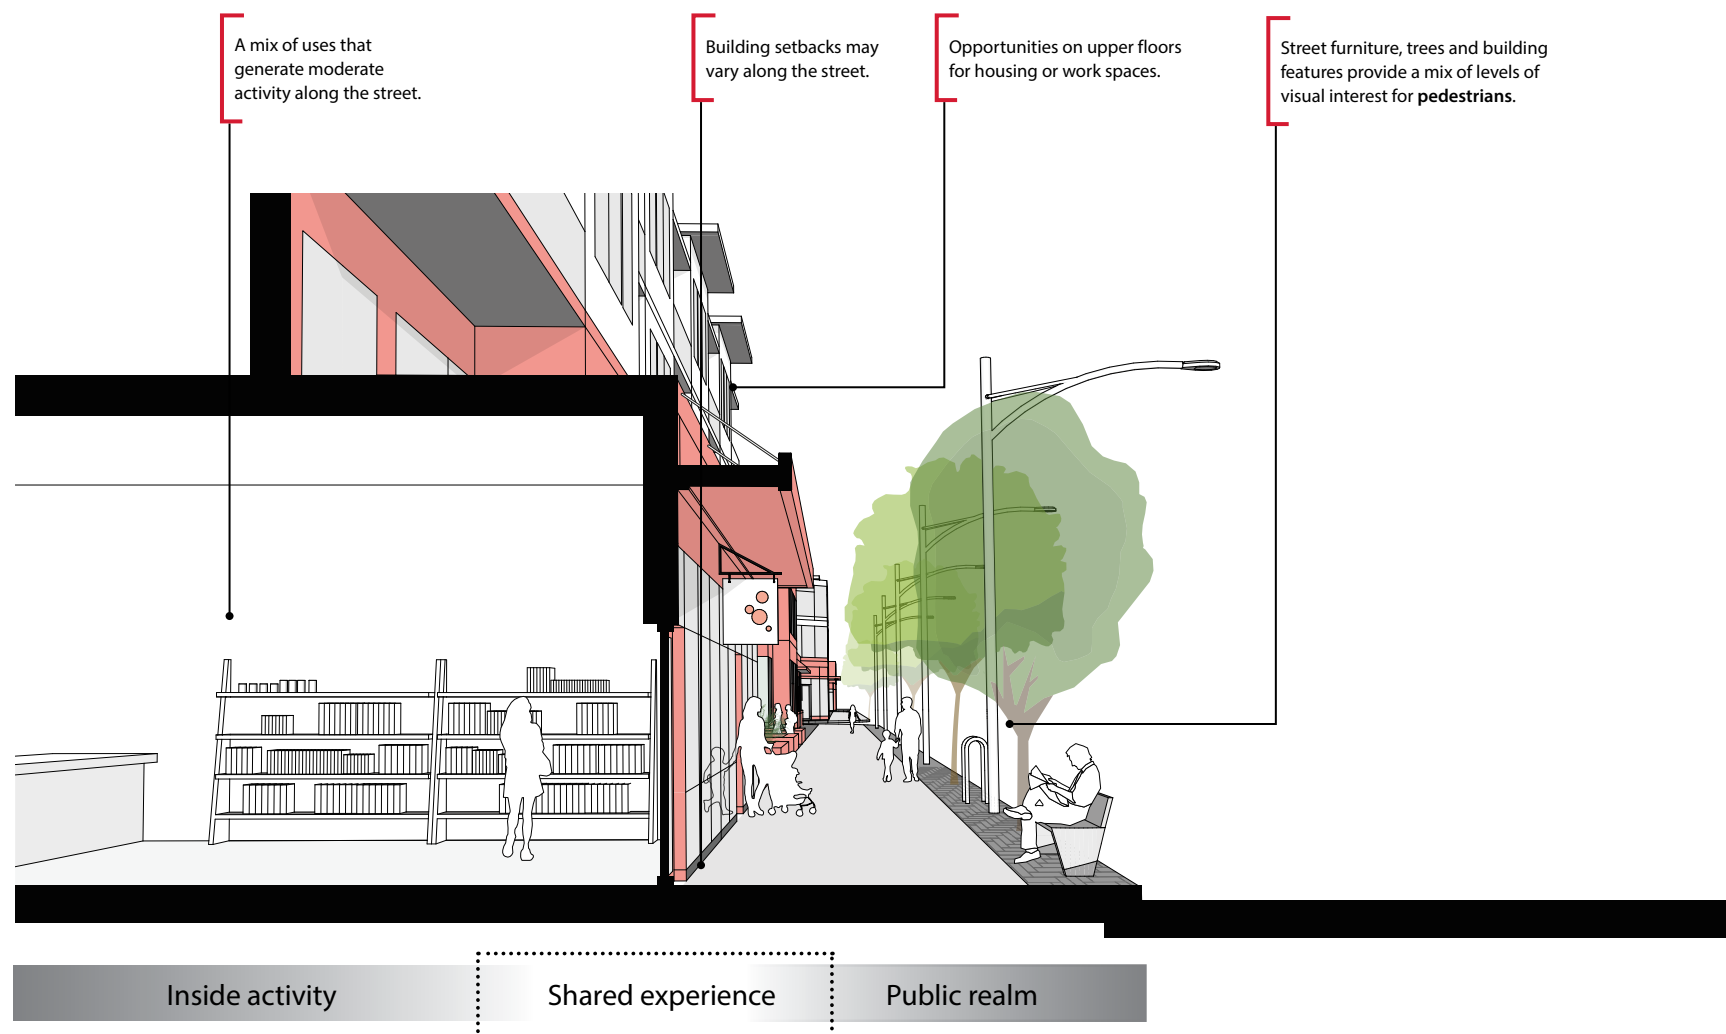 A mix of uses that
generate moderate
activity along the street.
Building setbacks may
vary along the street.
Opportunities on upper floors
for housing or work spaces.
Street furniture, trees and building
features provide a mix of levels of
visual interest for pedestrians.
Inside activity
Shared experience
Public realm